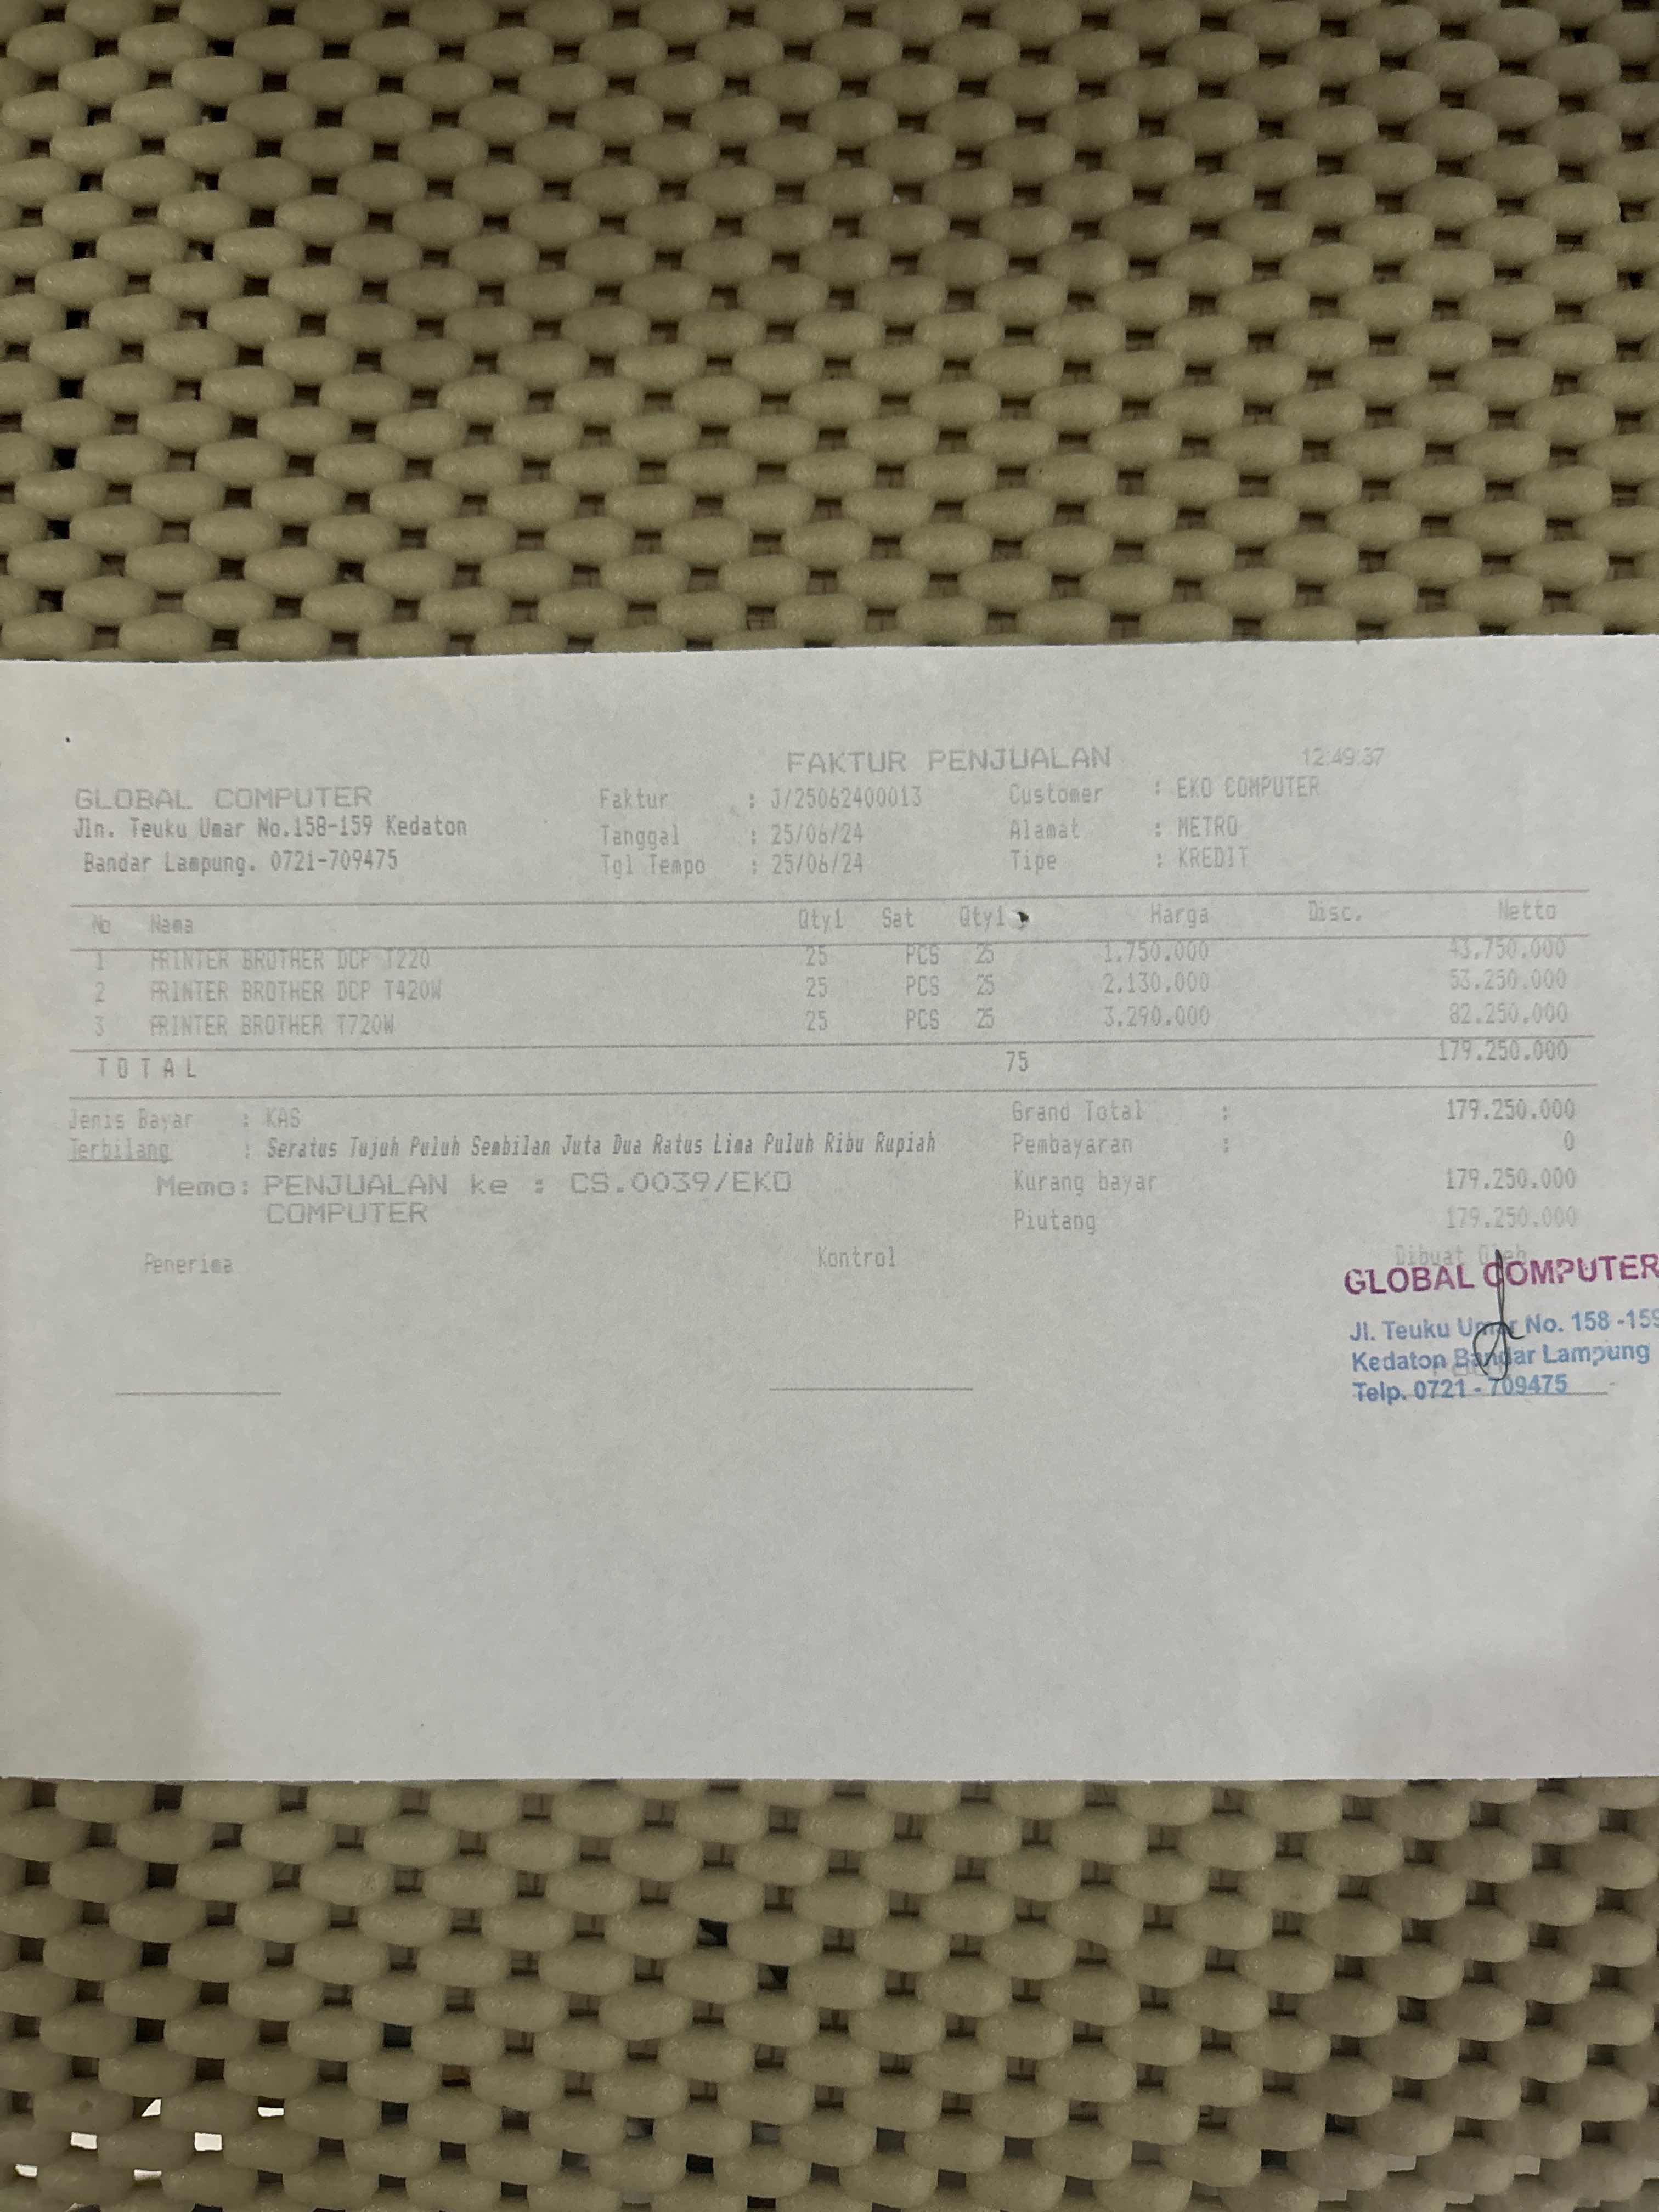 FAKTUR PENJUALAN 12:49:37
GLOBAL COMPUTER Faktur : J/25062400013 Customer : EKO COMPUTER
Jln. Teuku Umar No.158-159 Kedaton Tanggal : 25/06/24 Alamat : METRO
Bandar Lampung. 0721-709475 Tgl Tempo : 25/06/24 Tipe : KREDIT
No Nama Qty1 Sat Qty1 Harga Disc. Netto
1 PRINTER BROTHER DCP T220 25 PCS 25 1.750.000 43.750.000
2 PRINTER BROTHER DCP T420W 25 PCS 25 2.130.000 53.250.000
3 PRINTER BROTHER T720W 25 PCS 25 3.290.000 82.250.000
TOTAL 75 179.250.000
Jenis Bayar : KAS Grand Total : 179.250.000
Terbilang : Seratus Tujuh Puluh Sembilan Juta Dua Ratus Lima Puluh Ribu Rupiah Pembayaran : 0
Memo: PENJUALAN ke : CS.0039/EKO Kurang bayar 179.250.000
COMPUTER Piutang 179.250.000
Penerima Kontrol Dibuat Oleh
GLOBAL COMPUTER
Jl. Teuku Umar No. 158 -159
Kedaton Bandar Lampung
Telp. 0721 - 709475